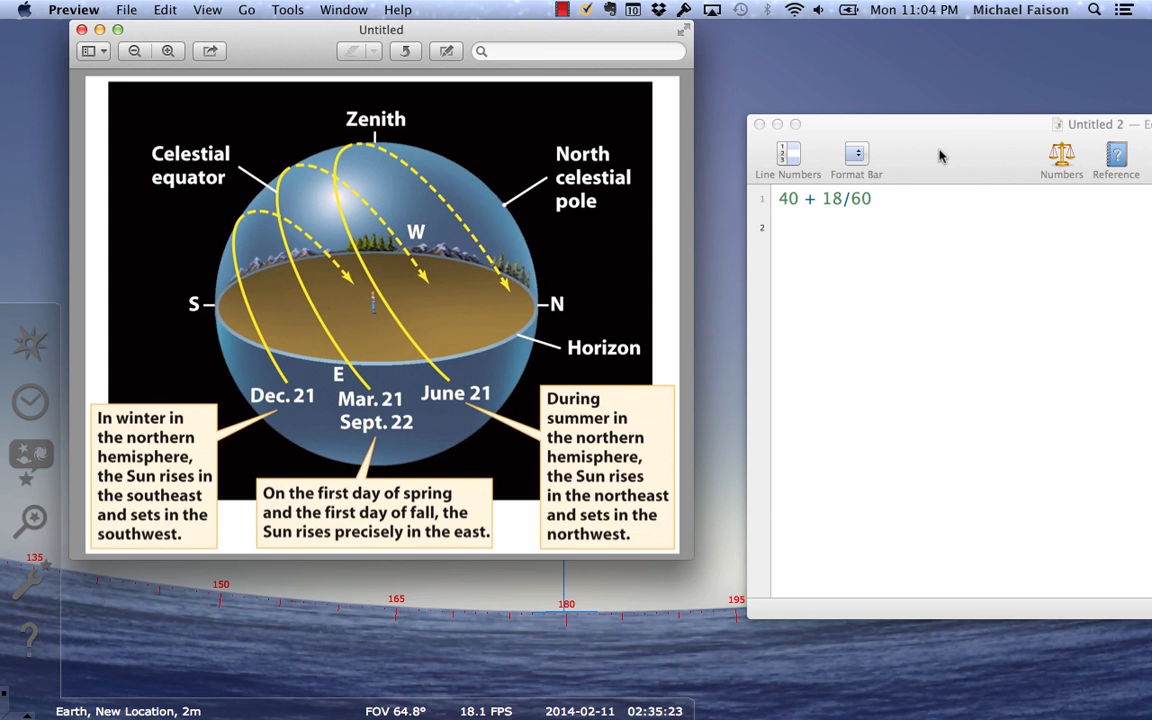 Preview File Edit View Go Tools Window Help 10 Mon 11:04 PM Michael Faison
Untitled
5
Zenith
Celestial
equator
North
celestial
pole
W
S
N
Horizon
E
Dec. 21
Mar. 21
Sept. 22
June 21
In winter in
the northern
hemisphere,
the Sun rises in
the southeast
and sets in the
southwest.
On the first day of spring
and the first day of fall, the
Sun rises precisely in the east.
During
summer in
the northern
hemisphere,
the Sun rises
in the northeast
and sets in the
northwest.
Untitled 2 —
1
2
3
?
Line Numbers Format Bar Numbers Reference
1 40 + 18/60
2
?
135
150
165
180
195
Earth, New Location, 2m FOV 64.8° 18.1 FPS 2014-02-11 02:35:23